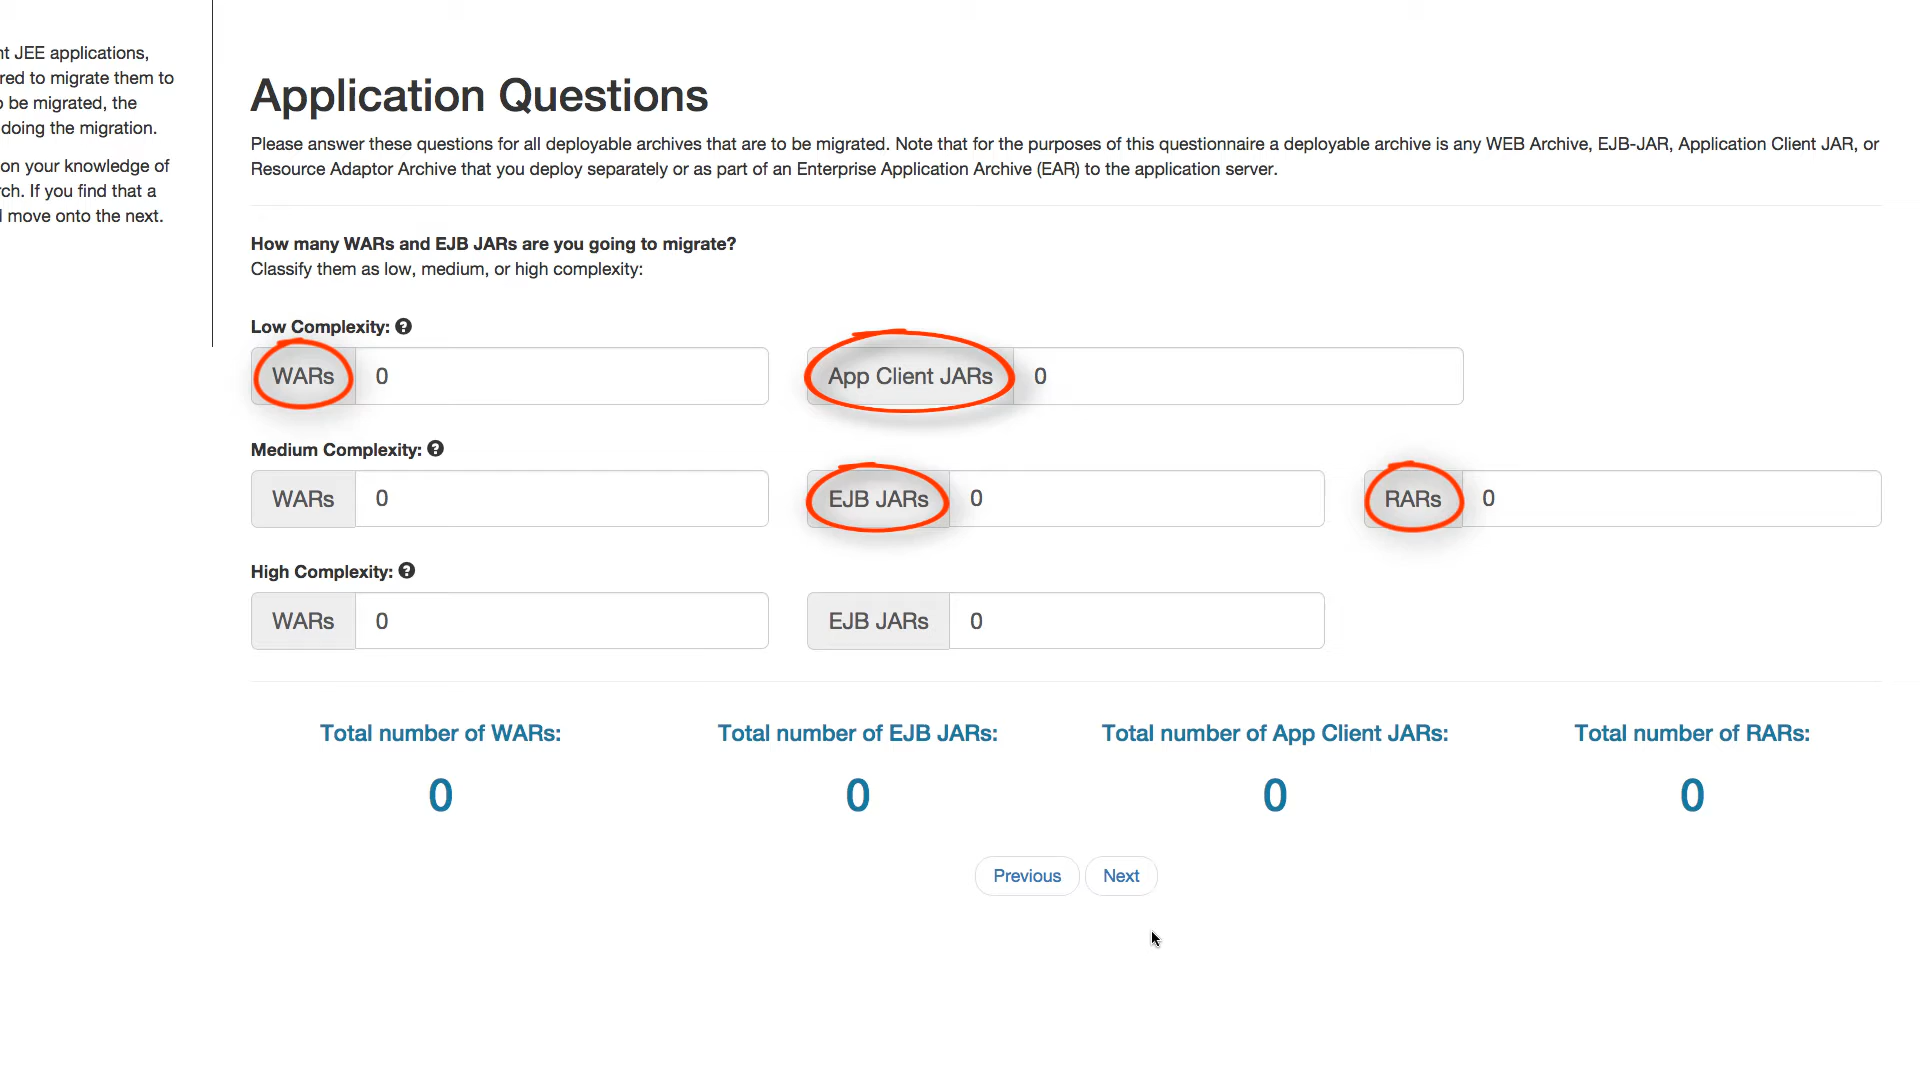 nt JEE applications,
red to migrate them to
be migrated, the
doing the migration.
on your knowledge of
rch. If you find that a
move onto the next.
Application Questions
Please answer these questions for all deployable archives that are to be migrated. Note that for the purposes of this questionnaire a deployable archive is any WEB Archive, EJB-JAR, Application Client JAR, or
Resource Adaptor Archive that you deploy separately or as part of an Enterprise Application Archive (EAR) to the application server.
How many WARs and EJB JARs are you going to migrate?
Classify them as low, medium, or high complexity:
Low Complexity: ?
WARs 0 App Client JARs 0
Medium Complexity: ?
WARs 0 EJB JARs 0 RARs 0
High Complexity: ?
WARs 0 EJB JARs 0
Total number of WARs: Total number of EJB JARs: Total number of App Client JARs: Total number of RARs:
0 0 0 0
Previous Next